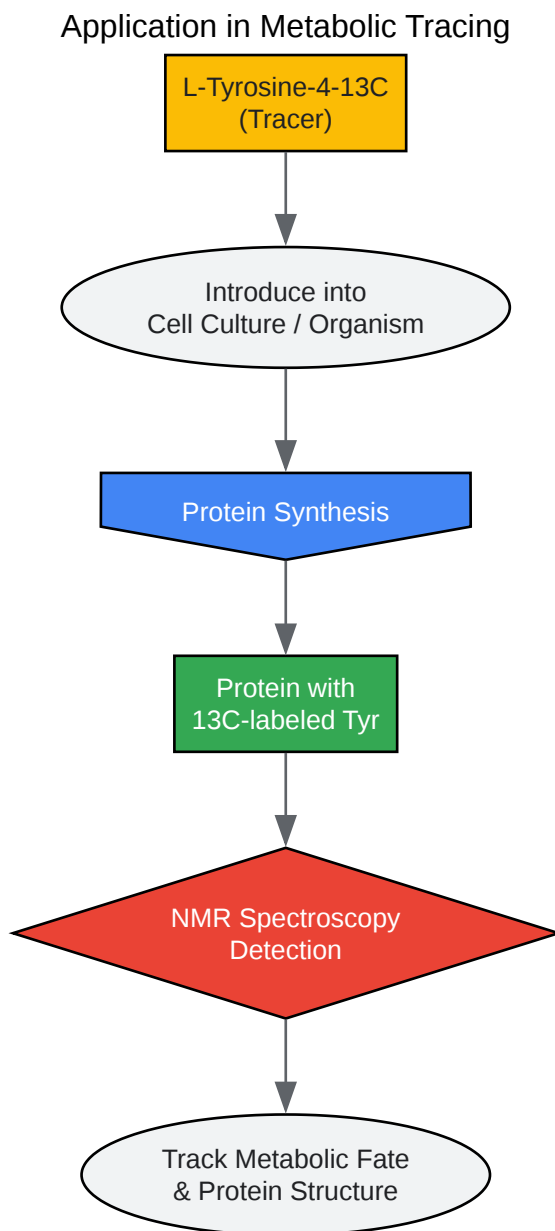 Application in Metabolic Tracing
L-Tyrosine-4-13C
(Tracer)
Introduce into
Cell Culture / Organism
Protein Synthesis
Protein with
13C-labeled Tyr
NMR Spectroscopy
Detection
Track Metabolic Fate
& Protein Structure